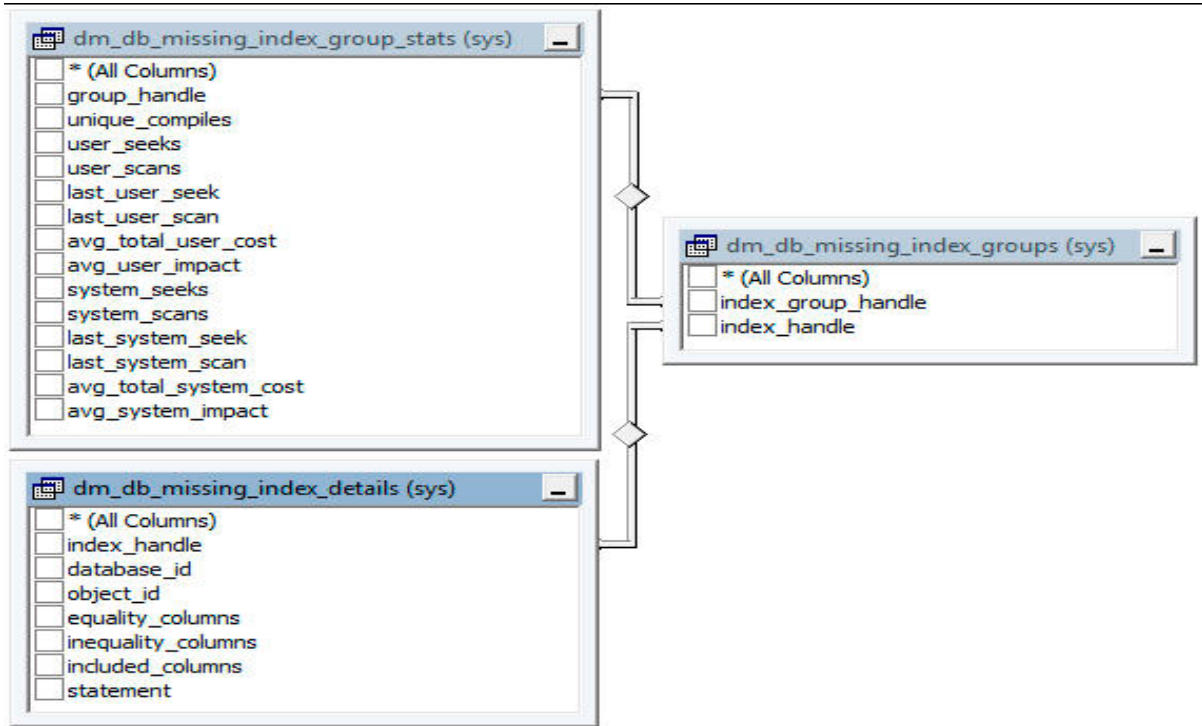 dm_db_missing_index_group_stats (sys)
* (All Columns)
group_handle
unique_compiles
user_seeks
user_scans
last_user_seek
last_user_scan
avg_total_user_cost
avg_user_impact
system_seeks
system_scans
last_system_seek
last_system_scan
avg_total_system_cost
avg_system_impact
dm_db_missing_index_groups (sys)
* (All Columns)
index_group_handle
index_handle
dm_db_missing_index_details (sys)
* (All Columns)
index_handle
database_id
object_id
equality_columns
inequality_columns
included_columns
statement